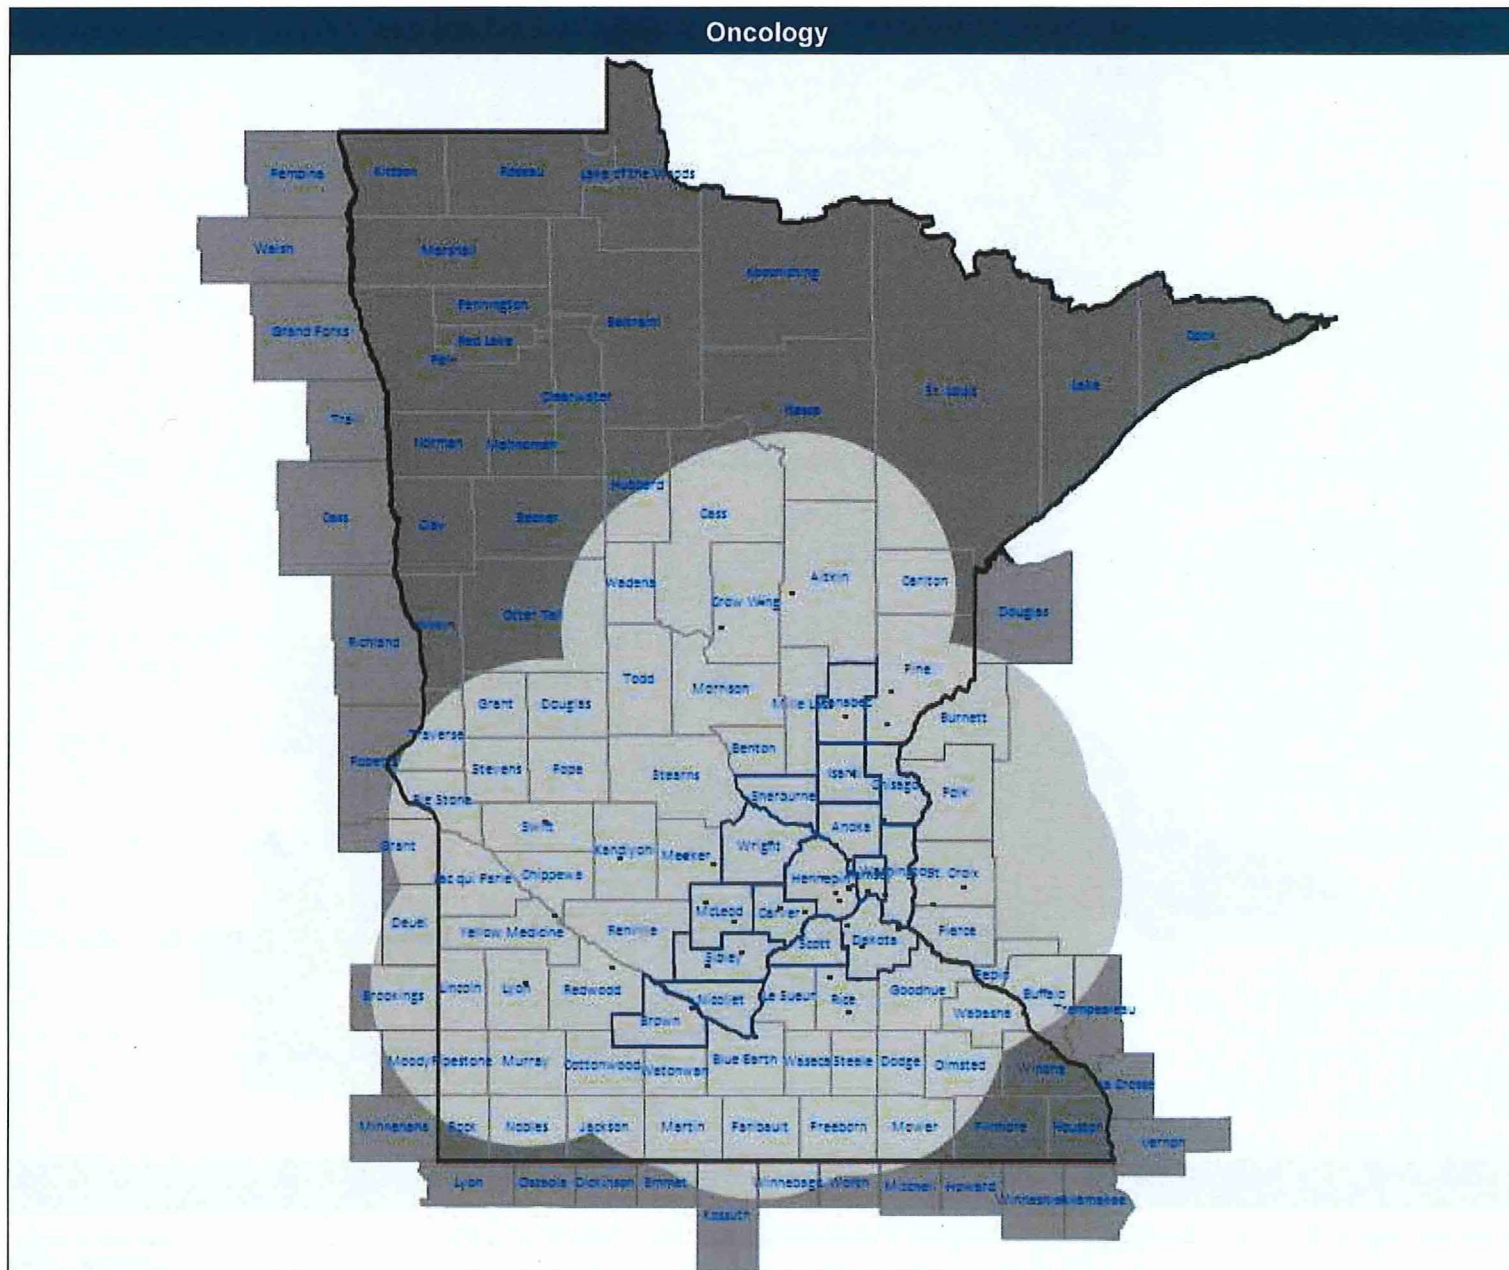 Oncology
Pembina
Kittson
Roseau
Lake of the Woods
Walsh
Marshall
Koochiching
Pennington
Grand Forks
Beltrami
Red Lake
Polk
Cook
Clearwater
St. Louis
Lake
Itasca
Traill
Norman
Mahnomen
Hubbard
Cass
Cass
Clay
Becker
Wadena
Crow Wing
Aitkin
Carlton
Otter Tail
Wilkin
Douglas
Richland
Todd
Pine
Morrison
Grant
Douglas
Mille Lacs
Kanabec
Burnett
Traverse
Benton
Roberts
Stevens
Pope
Stearns
Isanti
Chisago
Polk
Big Stone
Sherburne
Swift
Anoka
Grant
Kandiyohi
Meeker
Wright
Lac qui Parle
Chippewa
Hennepin
Ramsey
Washington
St. Croix
McLeod
Carver
Deuel
Yellow Medicine
Renville
Scott
Dakota
Pierce
Sibley
Pepin
Brookings
Lincoln
Lyon
Redwood
Nicollet
Le Sueur
Rice
Goodhue
Buffalo
Wabasha
Trempealeau
Brown
Moody
Pipestone
Murray
Cottonwood
Watonwan
Blue Earth
Waseca
Steele
Dodge
Olmsted
Winona
La Crosse
Minnehaha
Rock
Nobles
Jackson
Martin
Faribault
Freeborn
Mower
Fillmore
Houston
Vernon
Lyon
Osceola
Dickinson
Emmet
Winnebago
Worth
Mitchell
Howard
Winneshiek
Allamakee
Kossuth